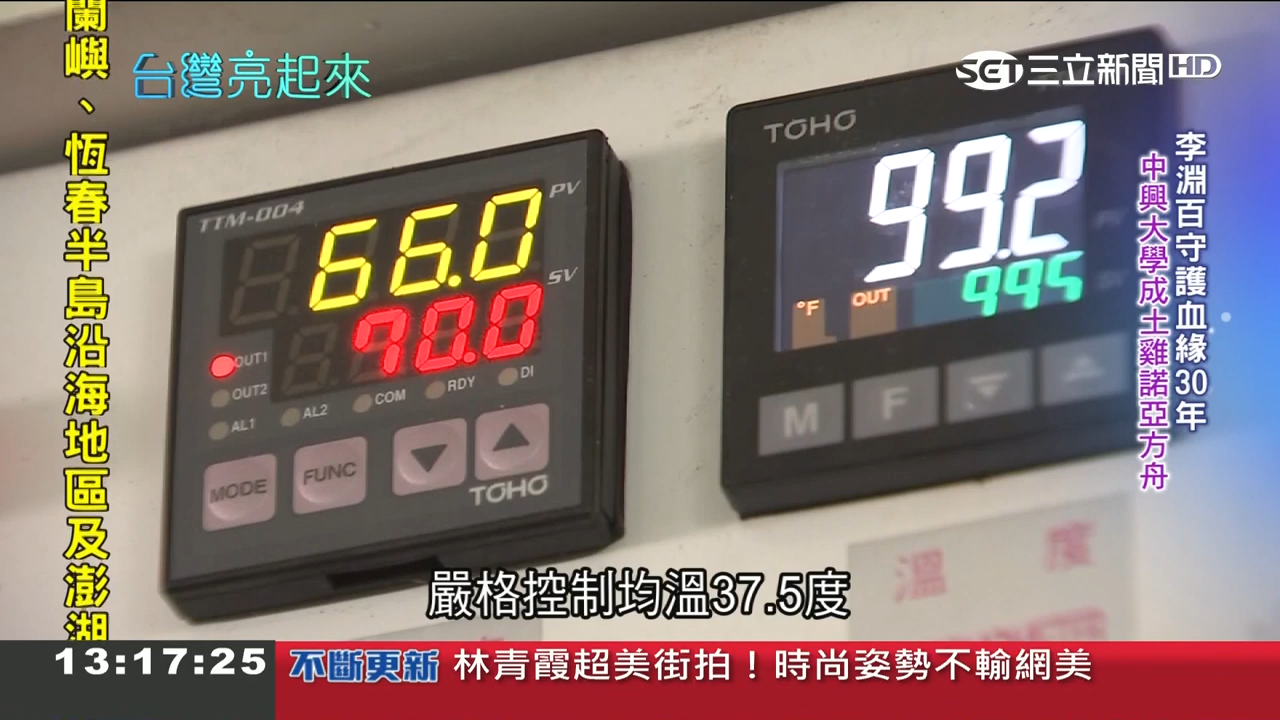 蘭嶼、恆春半島沿海地區及澎湖
台灣亮起來
SET三立新聞HD
李淵百守護血緣30年
中興大學成土雞諾亞方舟
TTM-004
66.0
PV
70.0
SV
OUT1
OUT2
AL1
AL2
COM
RDY
DI
MODE
FUNC
TOHO
TOHO
99.2
99.5
°F
OUT
M
F
溫度
嚴格控制均溫37.5度
13:17:25
不斷更新
林青霞超美街拍！時尚姿勢不輸網美